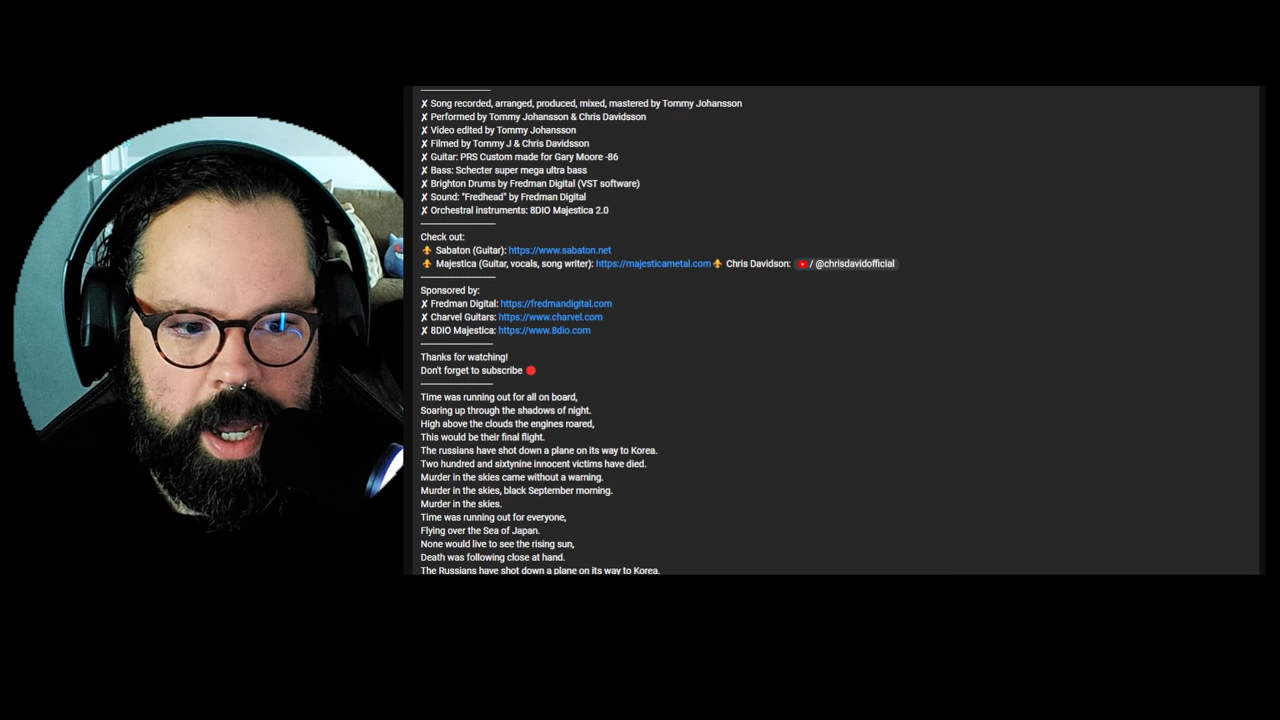 ✗ Song recorded, arranged, produced, mixed, mastered by Tommy Johansson
✗ Performed by Tommy Johansson & Chris Davidsson
✗ Video edited by Tommy Johansson
✗ Filmed by Tommy J & Chris Davidsson
✗ Guitar: PRS Custom made for Gary Moore -86
✗ Bass: Schecter super mega ultra bass
✗ Brighton Drums by Fredman Digital (VST software)
✗ Sound: "Fredhead" by Fredman Digital
✗ Orchestral instruments: 8DIO Majestica 2.0
Check out:
⚜ Sabaton (Guitar): https://www.sabaton.net
⚜ Majestica (Guitar, vocals, song writer): https://majesticametal.com ⚜ Chris Davidson: / @chrisdavidofficial
Sponsored by:
✗ Fredman Digital: https://fredmandigital.com
✗ Charvel Guitars: https://www.charvel.com
✗ 8DIO Majestica: https://www.8dio.com
Thanks for watching!
Don't forget to subscribe 🔴
Time was running out for all on board,
Soaring up through the shadows of night.
High above the clouds the engines roared,
This would be their final flight.
The russians have shot down a plane on its way to Korea.
Two hundred and sixtynine innocent victims have died.
Murder in the skies came without a warning.
Murder in the skies, black September morning.
Murder in the skies.
Time was running out for everyone,
Flying over the Sea of Japan.
None would live to see the rising sun,
Death was following close at hand.
The Russians have shot down a plane on its way to Korea.